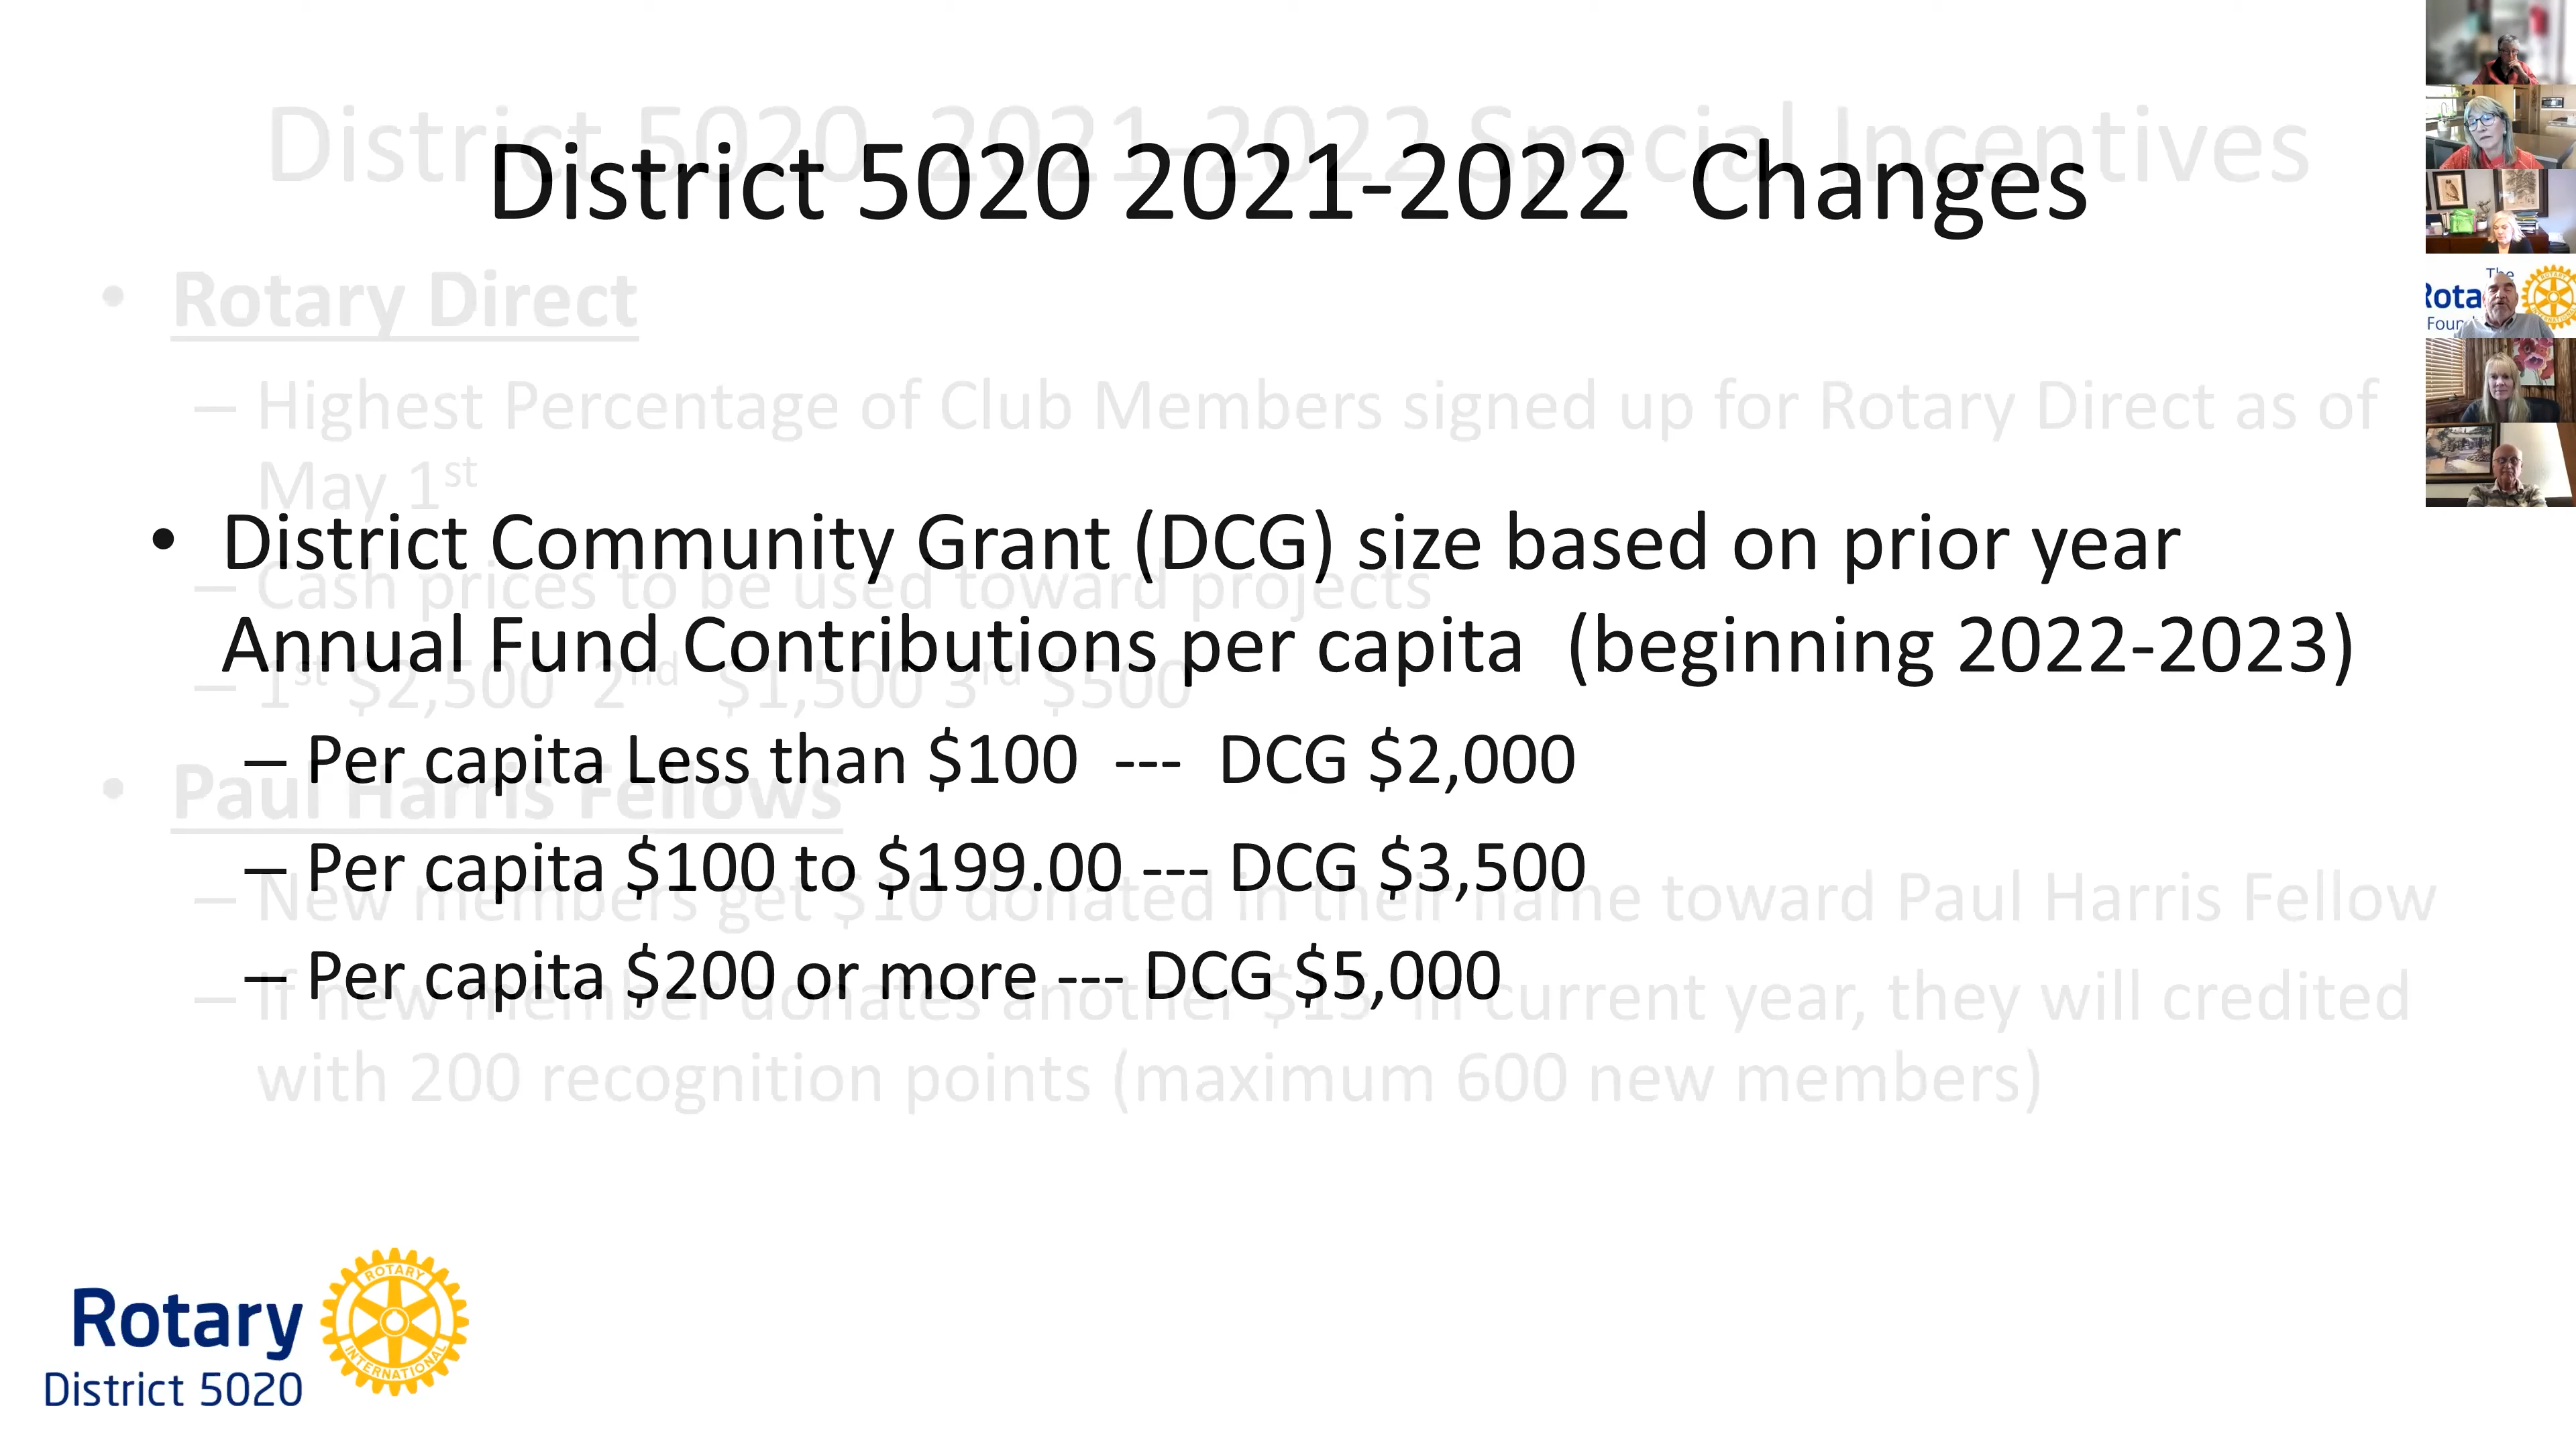 District 5020 2021-2022 Special Incentives
District 5020 2021-2022  Changes
• Rotary Direct
– Highest Percentage of Club Members signed up for Rotary Direct as of
May 1st
• District Community Grant (DCG) size based on prior year
– Cash prices to be used toward projects
Annual Fund Contributions per capita  (beginning 2022-2023)
– 1st $2,500 2nd $1,500 3rd $500
– Per capita Less than $100  ---  DCG $2,000
• Paul Harris Fellows
– Per capita $100 to $199.00 --- DCG $3,500
– New members get $10 donated in their name toward Paul Harris Fellow
– Per capita $200 or more --- DCG $5,000
– If new member donates another $15 in current year, they will credited
with 200 recognition points (maximum 600 new members)
The
Rota
Foun
ROTARY
INTERNATIONAL
Rotary
District 5020